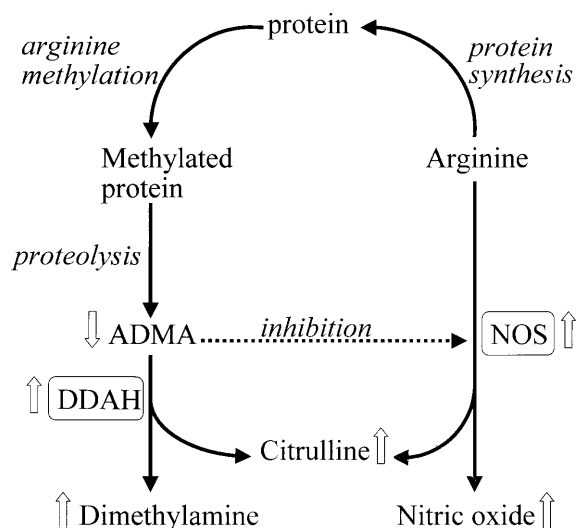 protein
arginine
methylation
protein
synthesis
Methylated
protein
Arginine
proteolysis
⇩ ADMA
inhibition
NOS ⇧
⇧ DDAH
Citrulline ⇧
⇧ Dimethylamine
Nitric oxide ⇧